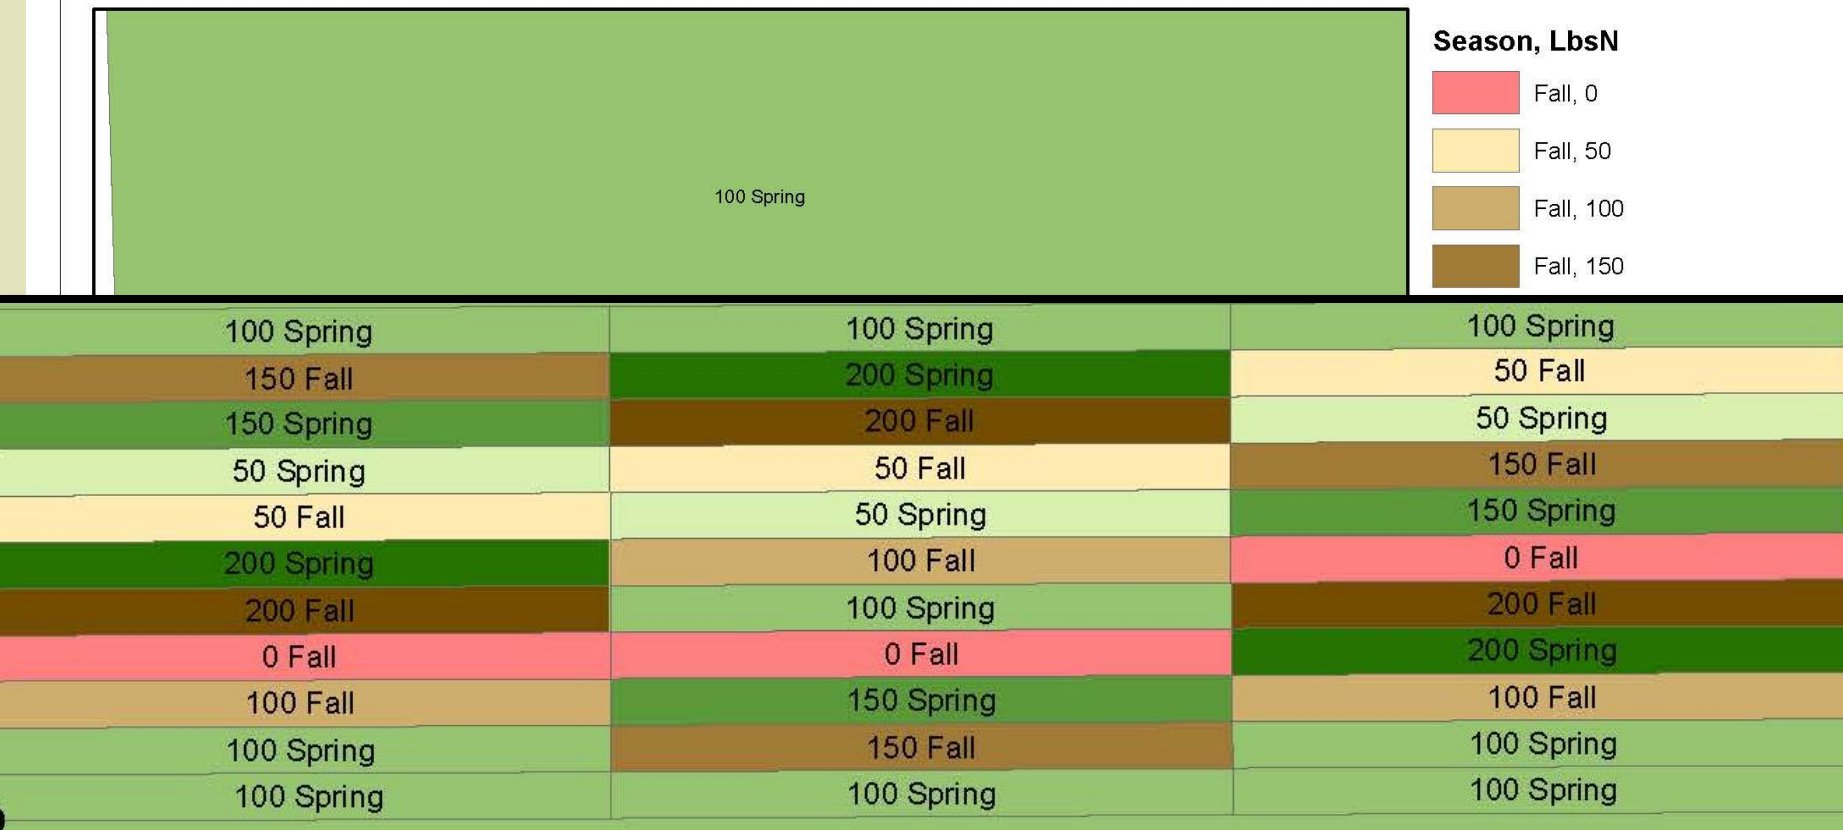 Season, LbsN
Fall, 0
Fall, 50
Fall, 100
Fall, 150
100 Spring
100 Spring 100 Spring 100 Spring
150 Fall 200 Spring 50 Fall
150 Spring 200 Fall 50 Spring
50 Spring 50 Fall 150 Fall
50 Fall 50 Spring 150 Spring
200 Spring 100 Fall 0 Fall
200 Fall 100 Spring 200 Fall
0 Fall 0 Fall 200 Spring
100 Fall 150 Spring 100 Fall
100 Spring 150 Fall 100 Spring
100 Spring 100 Spring 100 Spring